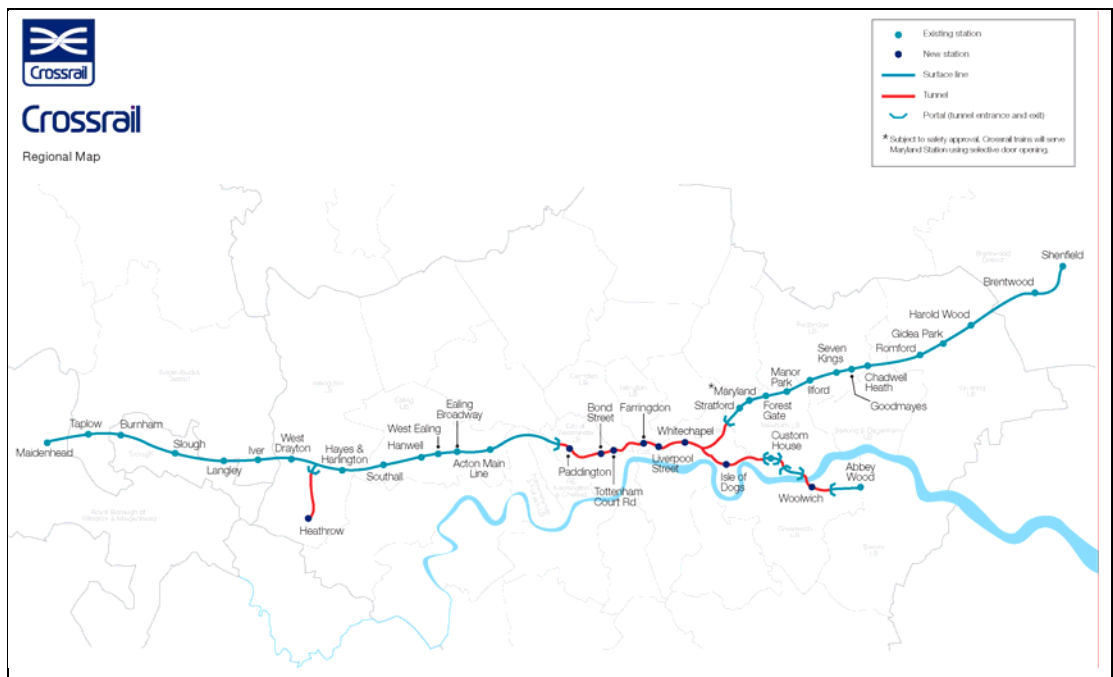 Crossrail
Crossrail
Regional Map
Existing station
New station
Surface line
Tunnel
Portal (tunnel entrance and exit)
* Subject to safety approval, Crossrail trains will serve
Maryland Station using selective door opening.
Shenfield
Brentwood
Harold Wood
Gidea Park
Romford
Chadwell
Heath
Goodmayes
Seven
Kings
Ilford
Manor
Park
Forest
Gate
*Maryland
Stratford
Custom
House
Abbey
Wood
Woolwich
Isle of
Dogs
Whitechapel
Liverpool
Street
Farringdon
Tottenham
Court Rd
Bond
Street
Paddington
Acton Main
Line
Ealing
Broadway
West Ealing
Hanwell
Southall
Hayes &
Harlington
Heathrow
West
Drayton
Iver
Langley
Slough
Burnham
Taplow
Maidenhead